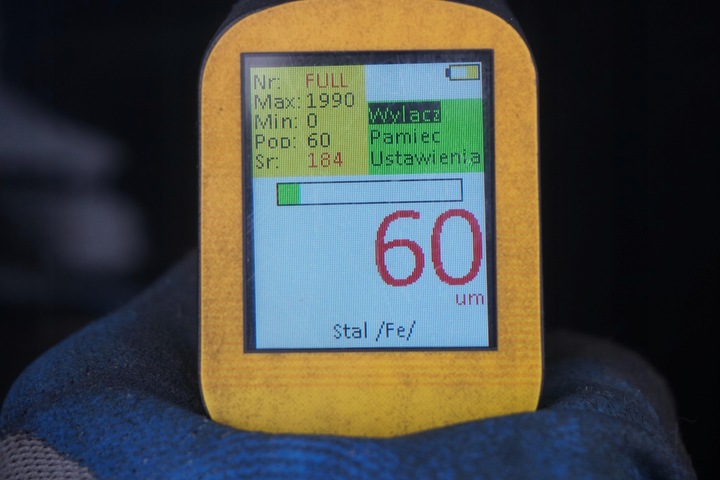 Nr: FULL
Max: 1990
Min: 0
Pop: 60
Sr: 184
Wylacz
Pamiec
Ustawienia
60
um
Stal /Fe/